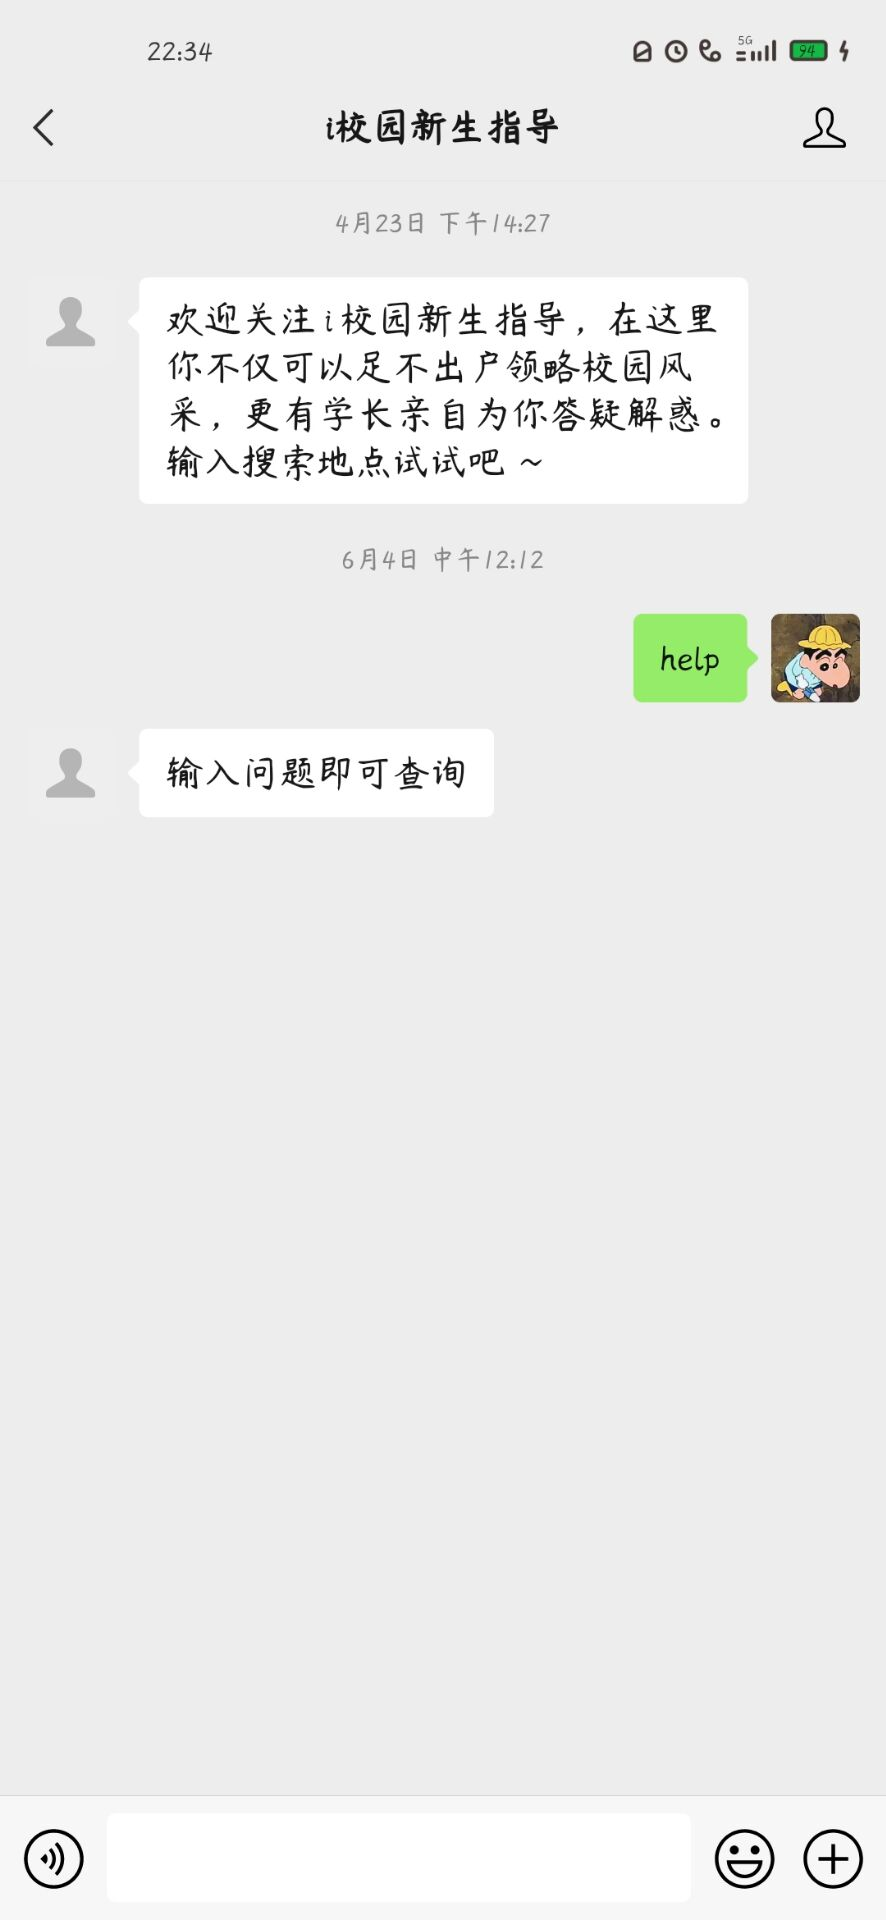 22:34
5G
94
i校园新生指导
4月23日 下午14:27
欢迎关注i校园新生指导，在这里
你不仅可以足不出户领略校园风
采，更有学长亲自为你答疑解惑。
输入搜索地点试试吧~
6月4日 中午12:12
help
输入问题即可查询